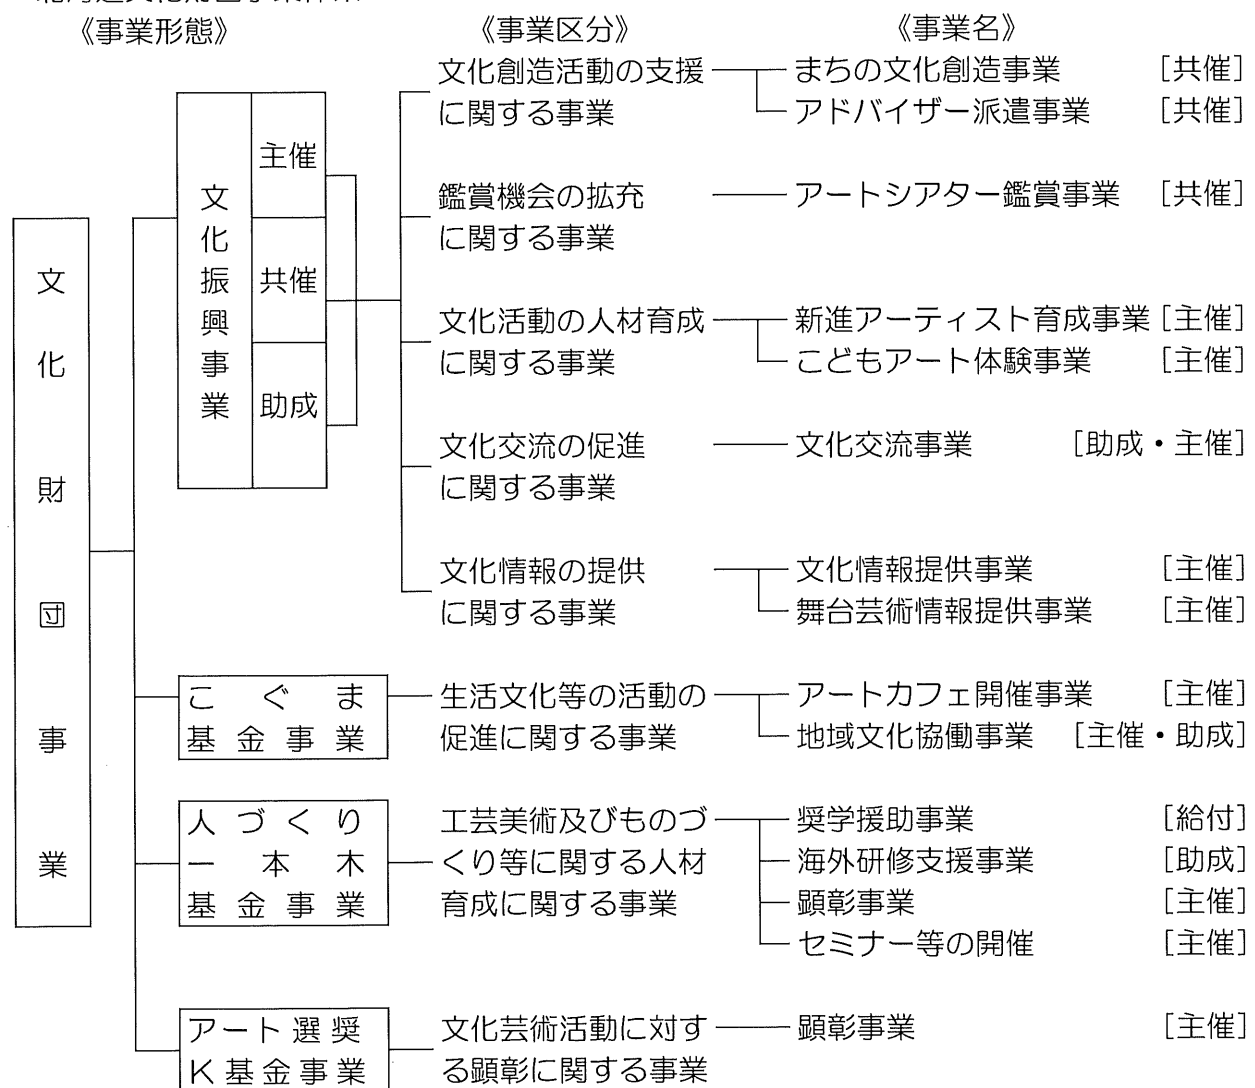 《事業形態》 《事業区分》 《事業名》
文化財団事業
文化振興事業
主催
共催
助成
文化創造活動の支援
に関する事業
まちの文化創造事業 [共催]
アドバイザー派遣事業 [共催]
鑑賞機会の拡充
に関する事業
アートシアター鑑賞事業 [共催]
文化活動の人材育成
に関する事業
新進アーティスト育成事業 [主催]
こどもアート体験事業 [主催]
文化交流の促進
に関する事業
文化交流事業 [助成・主催]
文化情報の提供
に関する事業
文化情報提供事業 [主催]
舞台芸術情報提供事業 [主催]
こぐま
基金事業
生活文化等の活動の
促進に関する事業
アートカフェ開催事業 [主催]
地域文化協働事業 [主催・助成]
人づくり
一本木
基金事業
工芸美術及びものづ
くり等に関する人材
育成に関する事業
奨学援助事業 [給付]
海外研修支援事業 [助成]
顕彰事業 [主催]
セミナー等の開催 [主催]
アート選奨
K基金事業
文化芸術活動に対す
る顕彰に関する事業
顕彰事業 [主催]